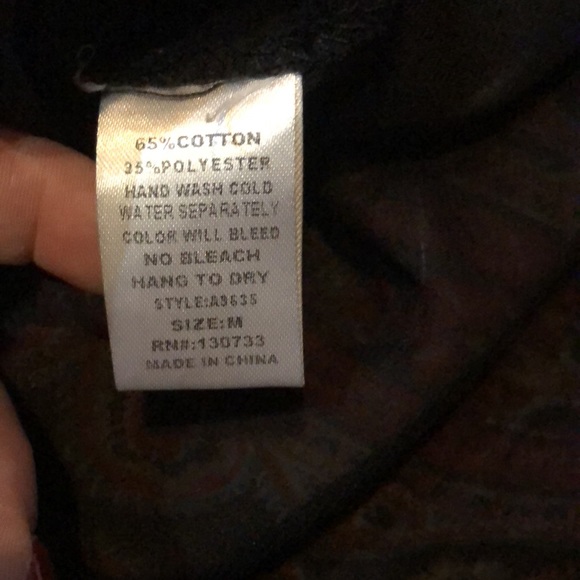 65%COTTON
35%POLYESTER
HAND WASH COLD
WATER SEPARATELY
COLOR WILL BLEED
NO BLEACH
HANG TO DRY
STYLE:A9635
SIZE:M
RN#:130733
MADE IN CHINA